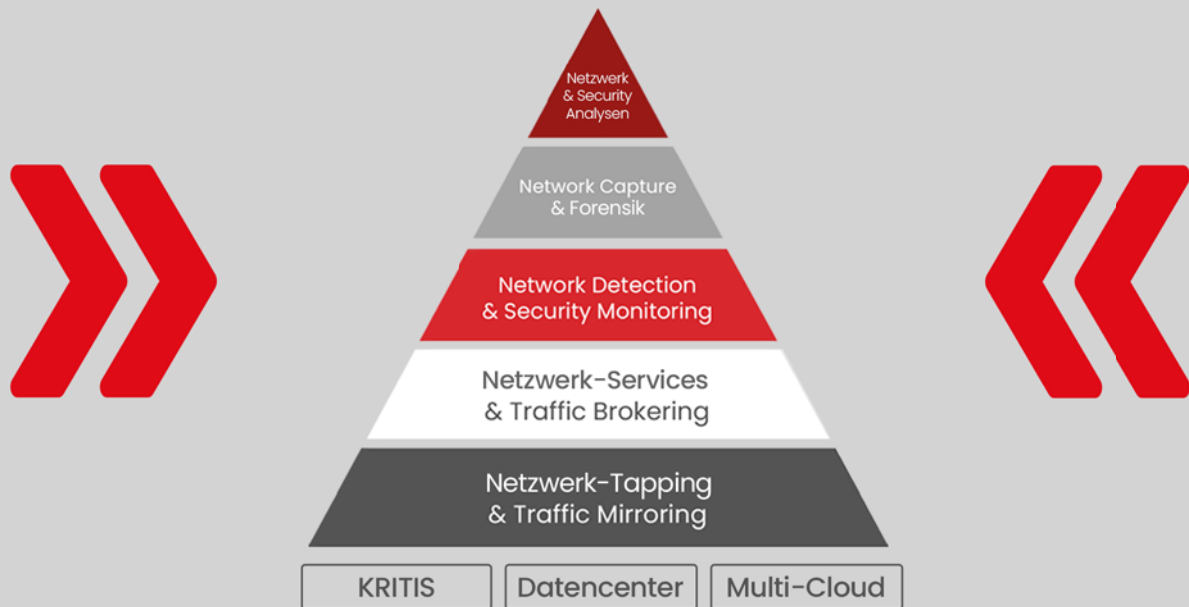 Netzwerk
& Security
Analysen
Network Capture
& Forensik
Network Detection
& Security Monitoring
Netzwerk-Services
& Traffic Brokering
Netzwerk-Tapping
& Traffic Mirroring
KRITIS
Datencenter
Multi-Cloud